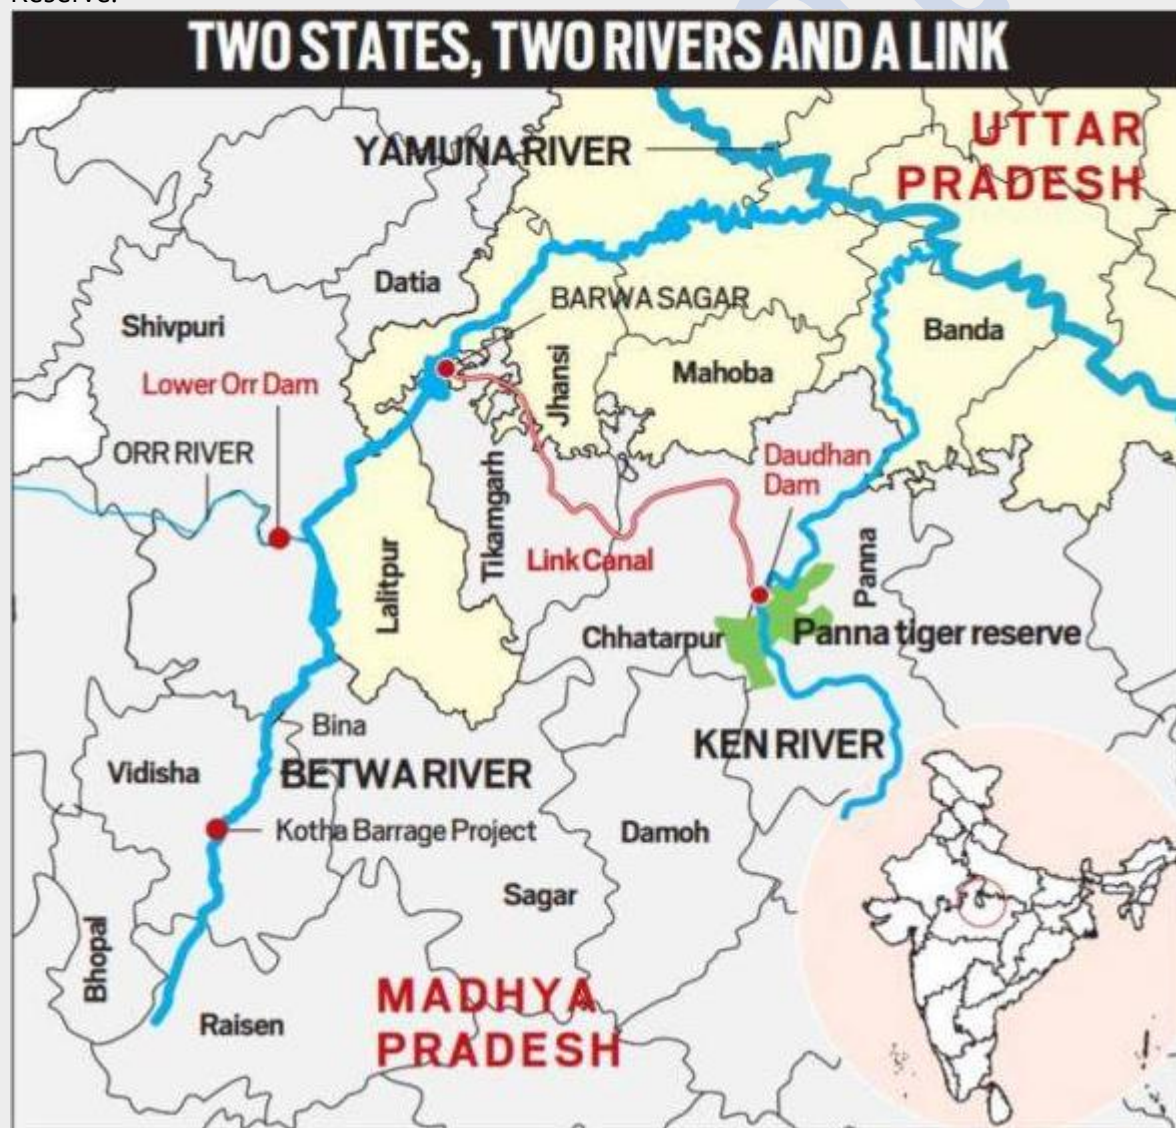 Reserve.
TWO STATES, TWO RIVERS AND A LINK
YAMUNA RIVER
UTTAR
PRADESH
Datia
BARWA SAGAR
Shivpuri
Banda
Jhansi
Mahoba
Lower Orr Dam
ORR RIVER
Daudhan
Dam
Tikamgarh
Link Canal
Lalitpur
Panna
Chhatarpur
Panna tiger reserve
Bina
KEN RIVER
Vidisha
BETWA RIVER
Kotha Barrage Project
Damoh
Sagar
Bhopal
MADHYA
PRADESH
Raisen